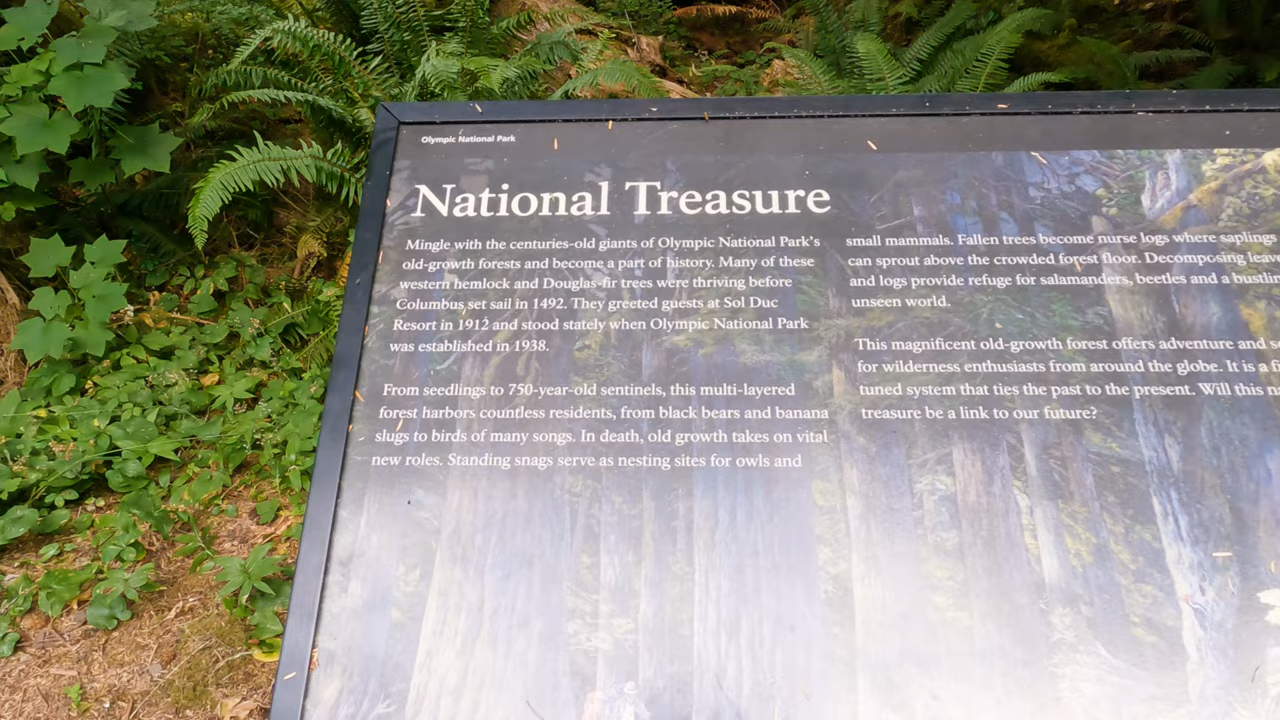 Olympic National Park
National Treasure
Mingle with the centuries-old giants of Olympic National Park's
old-growth forests and become a part of history. Many of these
western hemlock and Douglas-fir trees were thriving before
Columbus set sail in 1492. They greeted guests at Sol Duc
Resort in 1912 and stood stately when Olympic National Park
was established in 1938.
From seedlings to 750-year-old sentinels, this multi-layered
forest harbors countless residents, from black bears and banana
slugs to birds of many songs. In death, old growth takes on vital
new roles. Standing snags serve as nesting sites for owls and
small mammals. Fallen trees become nurse logs where saplings
can sprout above the crowded forest floor. Decomposing
and logs provide refuge for salamanders, beetles and a
unseen world.
This magnificent old-growth forest offers adventure and
for wilderness enthusiasts from around the globe. It is a
tuned system that ties the past to the present. Will this
treasure be a link to our future?